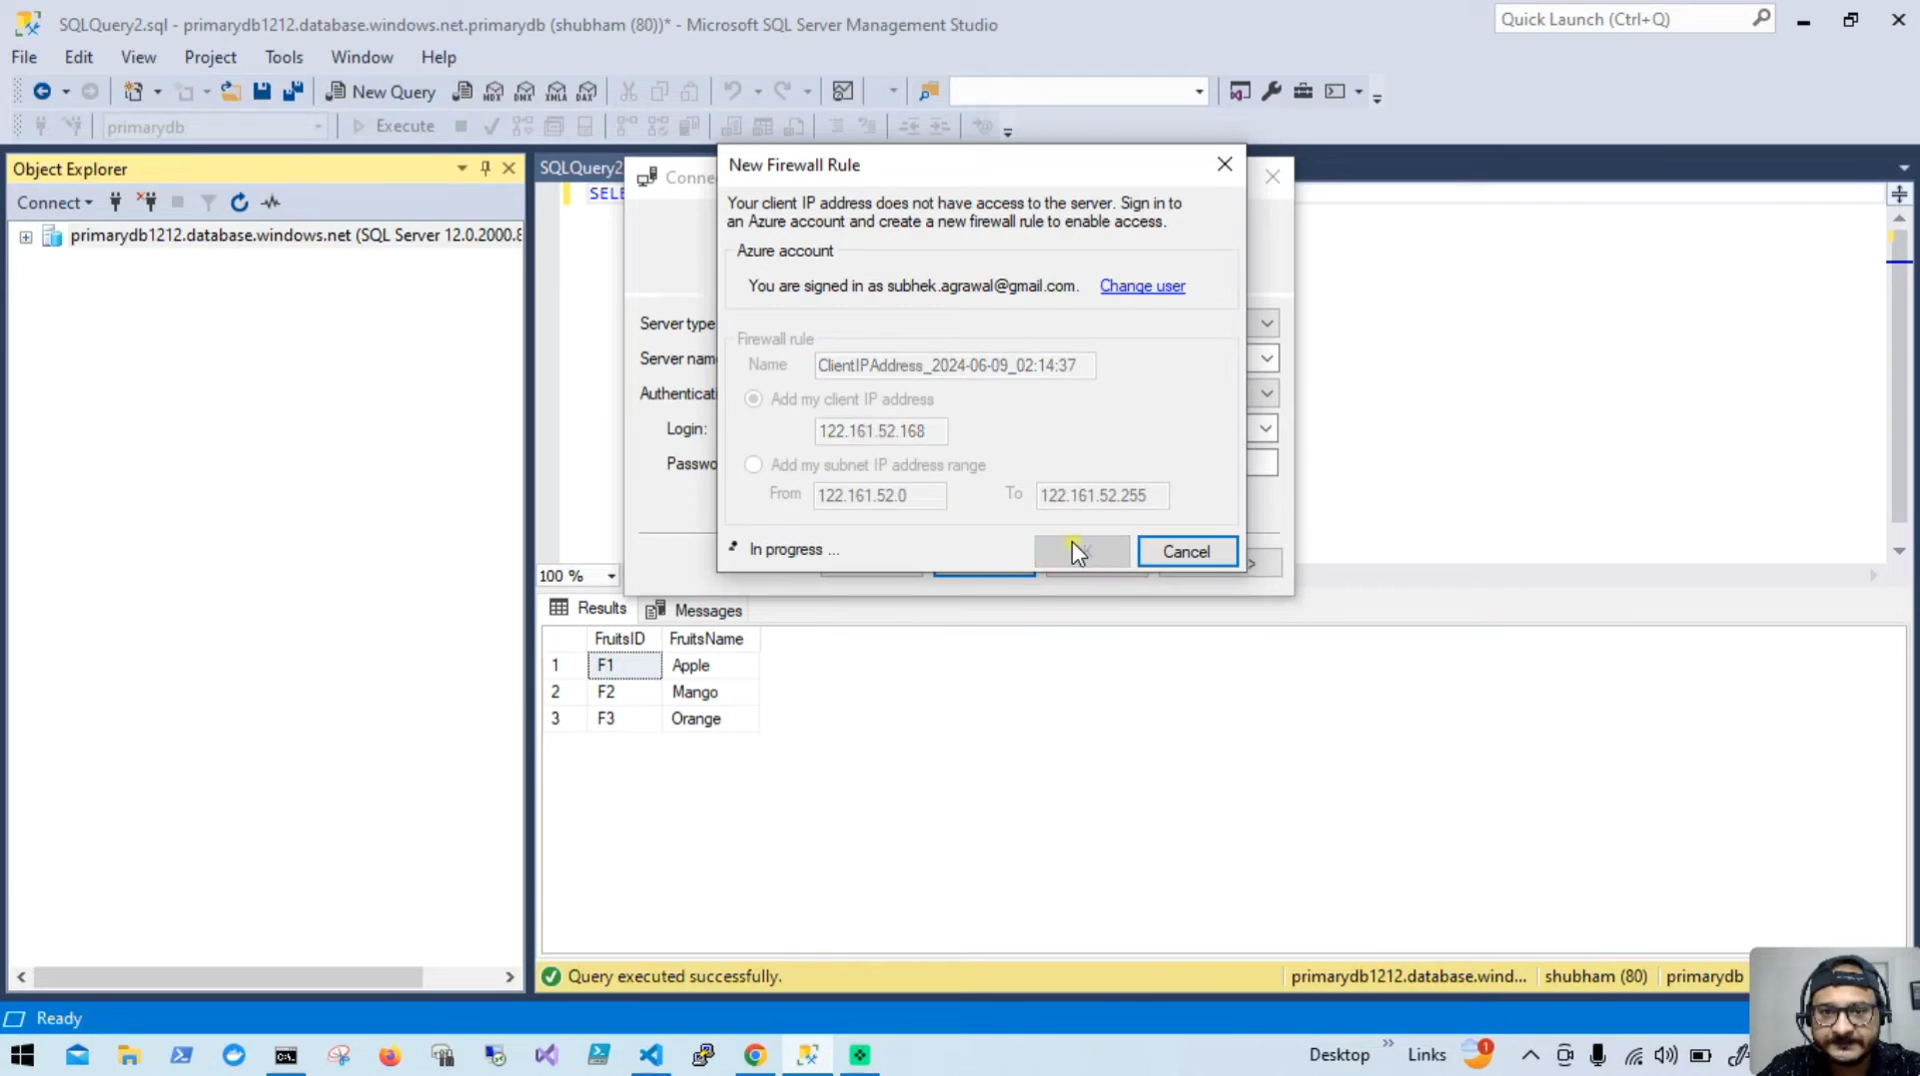 SQLQuery2.sql - primarydb1212.database.windows.net.primarydb (shubham (80))* - Microsoft SQL Server Management Studio
Quick Launch (Ctrl+Q)
File Edit View Project Tools Window Help
New Query
MDX DMX XMLA DAX
primarydb
Execute
Object Explorer
Connect
primarydb1212.database.windows.net (SQL Server 12.0.2000.8
SQLQuery2
SELE
Conne
Server type
Server nam
Authenticat
Login:
Passwo
>
New Firewall Rule
Your client IP address does not have access to the server. Sign in to
an Azure account and create a new firewall rule to enable access.
Azure account
You are signed in as subhek.agrawal@gmail.com. Change user
Firewall rule
Name ClientIPAddress_2024-06-09_02:14:37
Add my client IP address
122.161.52.168
Add my subnet IP address range
From 122.161.52.0 To 122.161.52.255
In progress ...
Cancel
100 %
Results Messages
FruitsID FruitsName
1 F1 Apple
2 F2 Mango
3 F3 Orange
Query executed successfully.
primarydb1212.database.wind... shubham (80) primarydb
Ready
Desktop Links 1